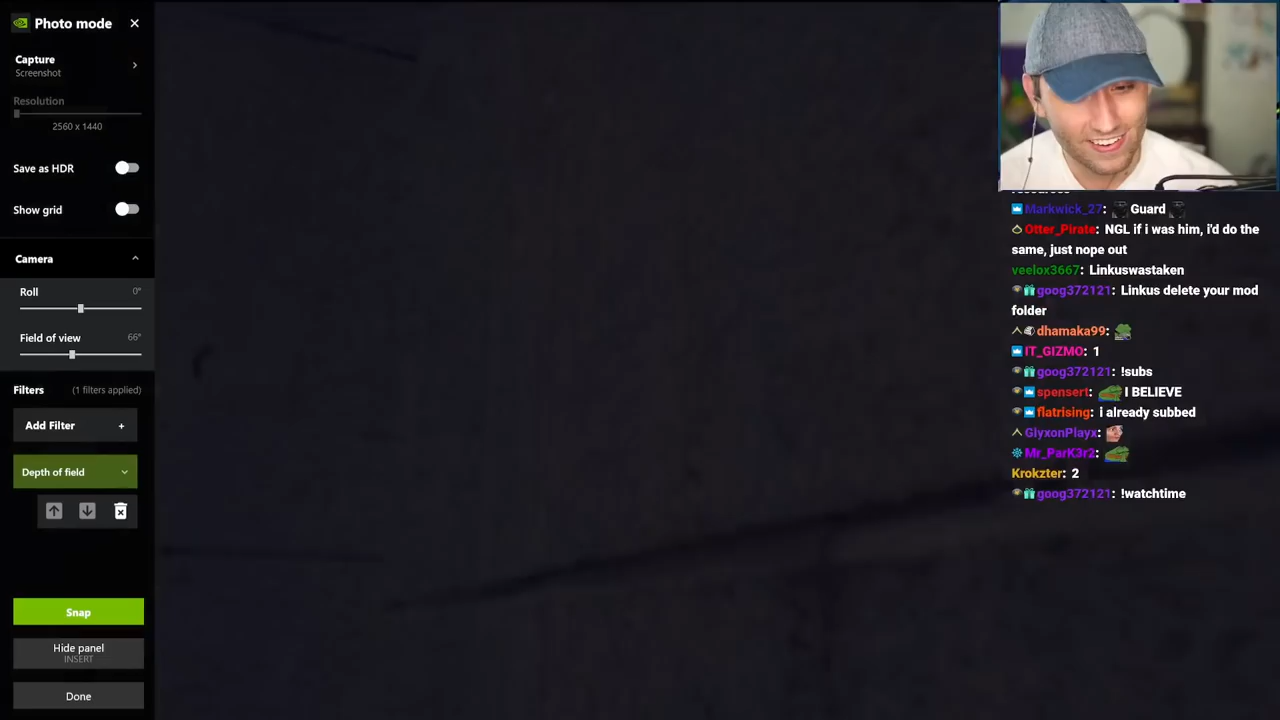 Photo mode
Capture
Screenshot
Resolution
2560 x 1440
Save as HDR
Show grid
Camera
Roll 0°
Field of view 66°
Filters (1 filters applied)
Add Filter +
Depth of field
Snap
Hide panel
INSERT
Done
Markwick_27: Guard
Otter_Pirate: NGL if i was him, i'd do the
same, just nope out
veelox3667: Linkuswastaken
goog372121: Linkus delete your mod
folder
dhamaka99:
IT_GIZMO: 1
goog372121: !subs
spensert: I BELIEVE
flatrising: i already subbed
GlyxonPlayx:
Mr_ParK3r2:
Krokzter: 2
goog372121: !watchtime